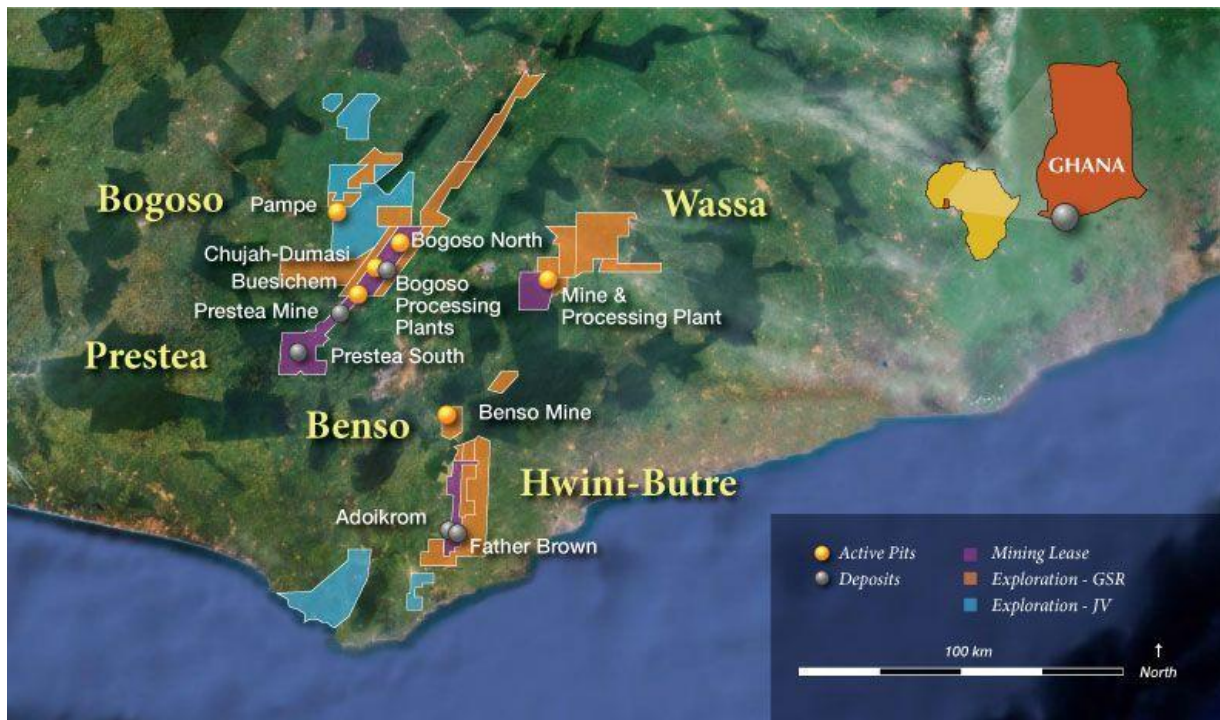 GHANA
Bogoso
Wassa
Pampe
Bogoso North
Chujah-Dumasi
Buesichem
Bogoso
Processing
Plants
Mine &
Processing Plant
Prestea Mine
Prestea
Prestea South
Benso
Benso Mine
Hwini-Butre
Adoikrom
Father Brown
Active Pits
Deposits
Mining Lease
Exploration - GSR
Exploration - JV
100 km
North